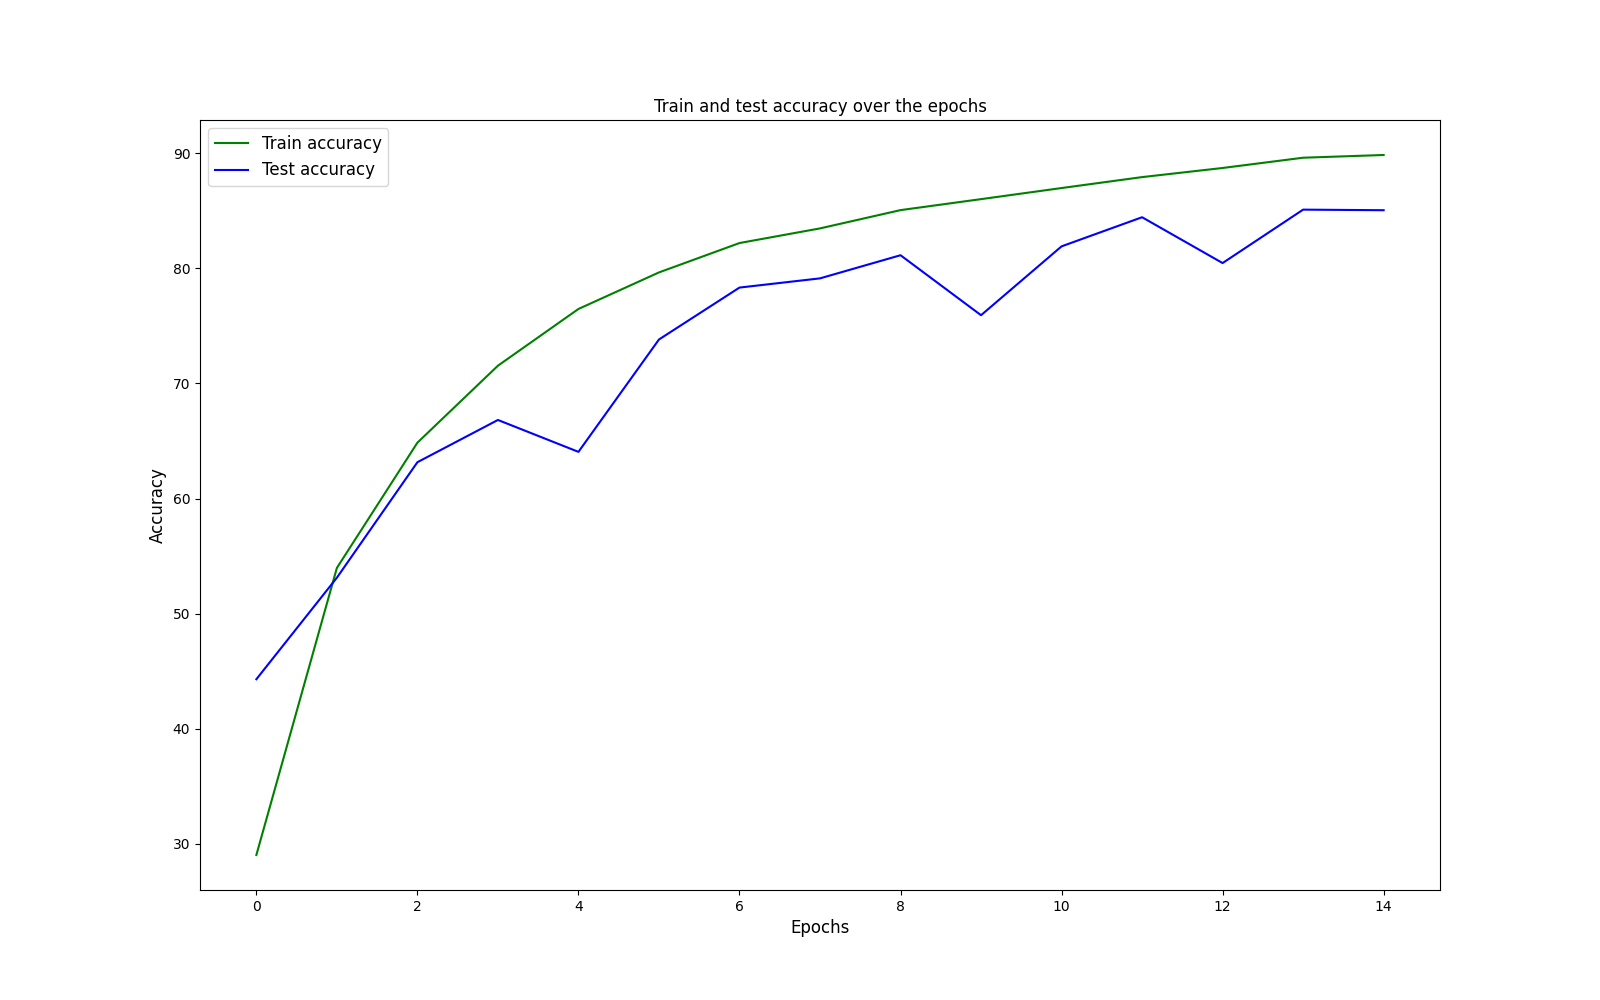 Train and test accuracy over the epochs
Train accuracy
Test accuracy
90
80
70
60
50
40
30
Accuracy
0 2 4 6 8 10 12 14
Epochs